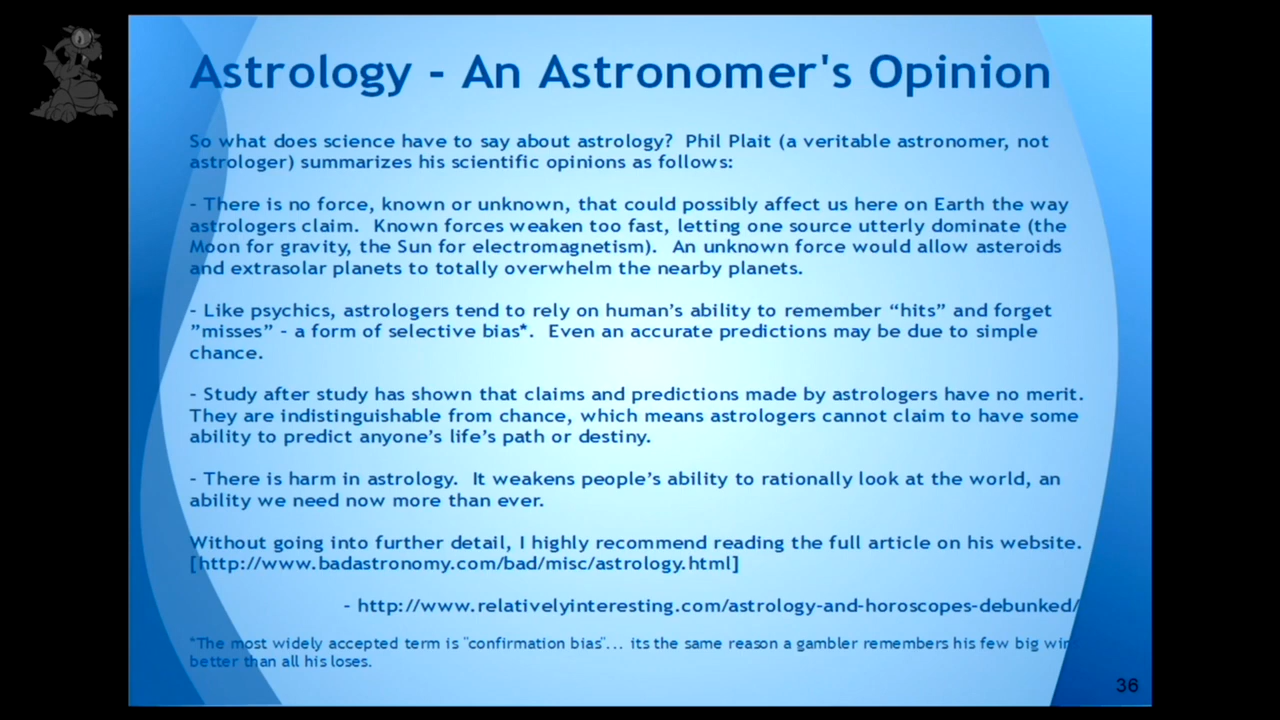 Astrology - An Astronomer's Opinion
So what does science have to say about astrology?  Phil Plait (a veritable astronomer, not
astrologer) summarizes his scientific opinions as follows:
- There is no force, known or unknown, that could possibly affect us here on Earth the way
astrologers claim.  Known forces weaken too fast, letting one source utterly dominate (the
Moon for gravity, the Sun for electromagnetism).  An unknown force would allow asteroids
and extrasolar planets to totally overwhelm the nearby planets.
- Like psychics, astrologers tend to rely on human’s ability to remember “hits” and forget
”misses” - a form of selective bias*.  Even an accurate predictions may be due to simple
chance.
- Study after study has shown that claims and predictions made by astrologers have no merit.
They are indistinguishable from chance, which means astrologers cannot claim to have some
ability to predict anyone’s life’s path or destiny.
- There is harm in astrology.  It weakens people’s ability to rationally look at the world, an
ability we need now more than ever.
Without going into further detail, I highly recommend reading the full article on his website.
[http://www.badastronomy.com/bad/misc/astrology.html]
- http://www.relativelyinteresting.com/astrology-and-horoscopes-debunked/
*The most widely accepted term is "confirmation bias"... its the same reason a gambler remembers his few big
better than all his loses.
36